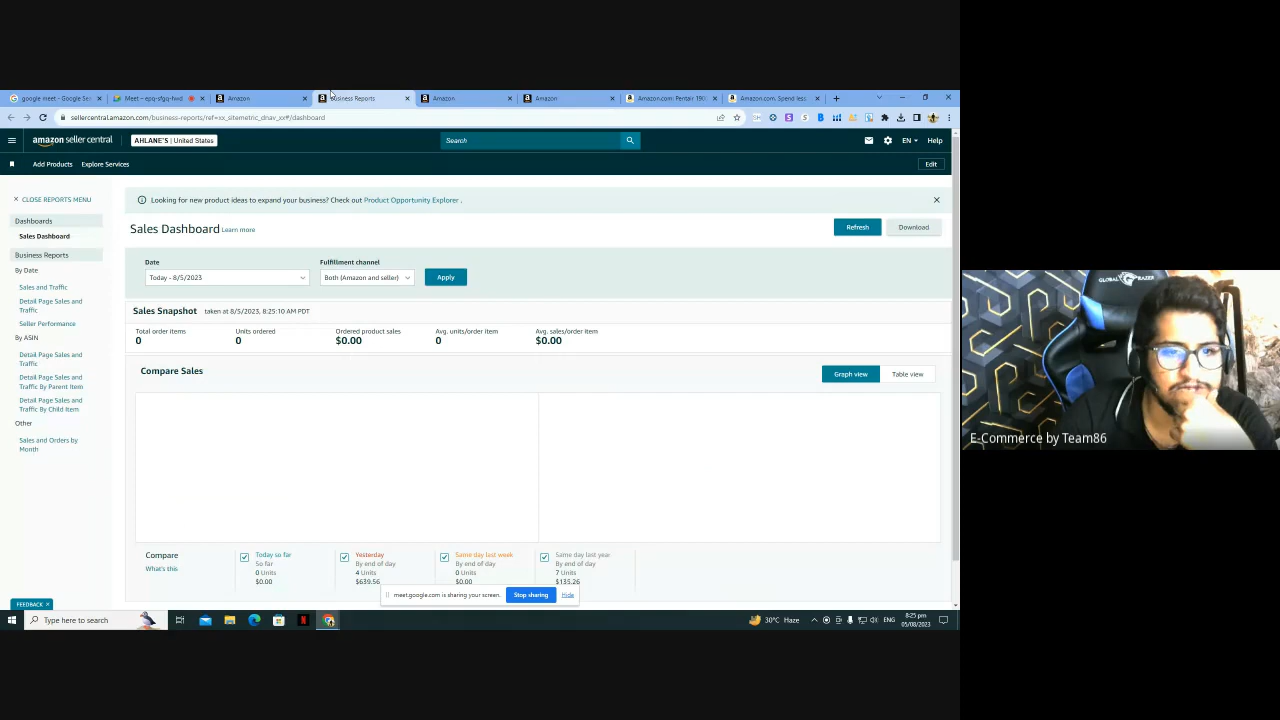 google meet - Google Sea
Meet – epq-sfgq-hwd
Amazon
Business Reports
Amazon
Amazon
Amazon.com: Pentair 390
Amazon.com. Spend less.
sellercentral.amazon.com/business-reports/ref=xx_sitemetric_dnav_xx#/dashboard
amazon seller central
AHLANE'S | United States
Search
EN
Help
Add Products
Explore Services
Edit
CLOSE REPORTS MENU
Looking for new product ideas to expand your business? Check out Product Opportunity Explorer .
Dashboards
Sales Dashboard
Business Reports
By Date
Sales and Traffic
Detail Page Sales and
Traffic
Seller Performance
By ASIN
Detail Page Sales and
Traffic
Detail Page Sales and
Traffic By Parent Item
Detail Page Sales and
Traffic By Child Item
Other
Sales and Orders by
Month
FEEDBACK
Sales Dashboard Learn more
Refresh
Download
Date
Today - 8/5/2023
Fulfillment channel
Both (Amazon and seller)
Apply
Sales Snapshot taken at 8/5/2023, 8:25:10 AM PDT
Total order items
0
Units ordered
0
Ordered product sales
$0.00
Avg. units/order item
0
Avg. sales/order item
$0.00
Compare Sales
Graph view
Table view
Compare
What's this
Today so far
So far
0 Units
$0.00
Yesterday
By end of day
4 Units
$639.56
Same day last week
By end of day
0 Units
$0.00
Same day last year
By end of day
7 Units
$135.26
meet.google.com is sharing your screen.
Stop sharing
Hide
Type here to search
30°C Haze
ENG
8:25 pm
05/08/2023
GLOBAL RAZER
E-Commerce by Team86